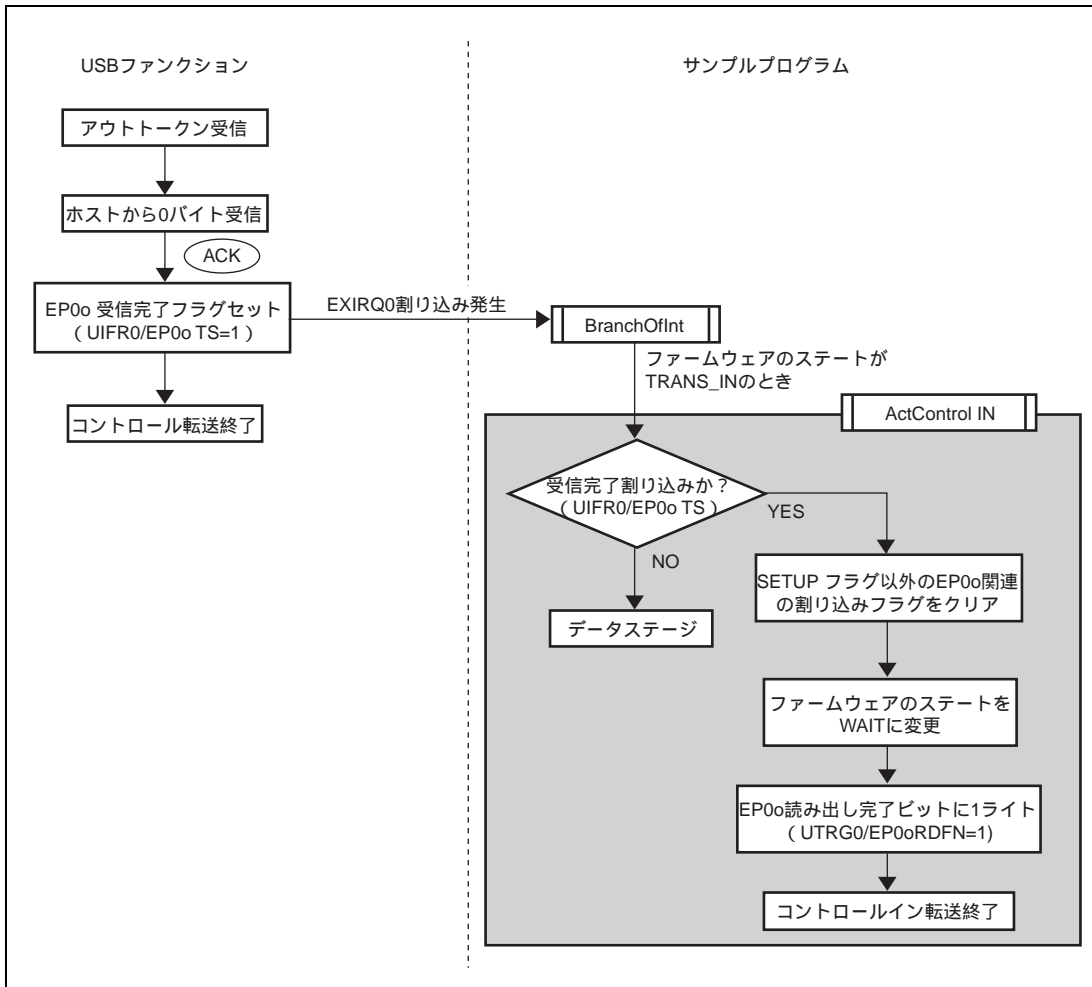 USBファンクション
サンプルプログラム
アウトトークン受信
ホストから0バイト受信
ACK
EP0o 受信完了フラグセット
（UIFR0/EP0o TS=1）
コントロール転送終了
EXIRQ0割り込み発生
BranchOfInt
ファームウェアのステートが
TRANS_INのとき
ActControl IN
受信完了割り込みか？
（UIFR0/EP0o TS）
YES
NO
データステージ
SETUP フラグ以外のEP0o関連
の割り込みフラグをクリア
ファームウェアのステートを
WAITに変更
EP0o読み出し完了ビットに1ライト
（UTRG0/EP0oRDFN=1)
コントロールイン転送終了